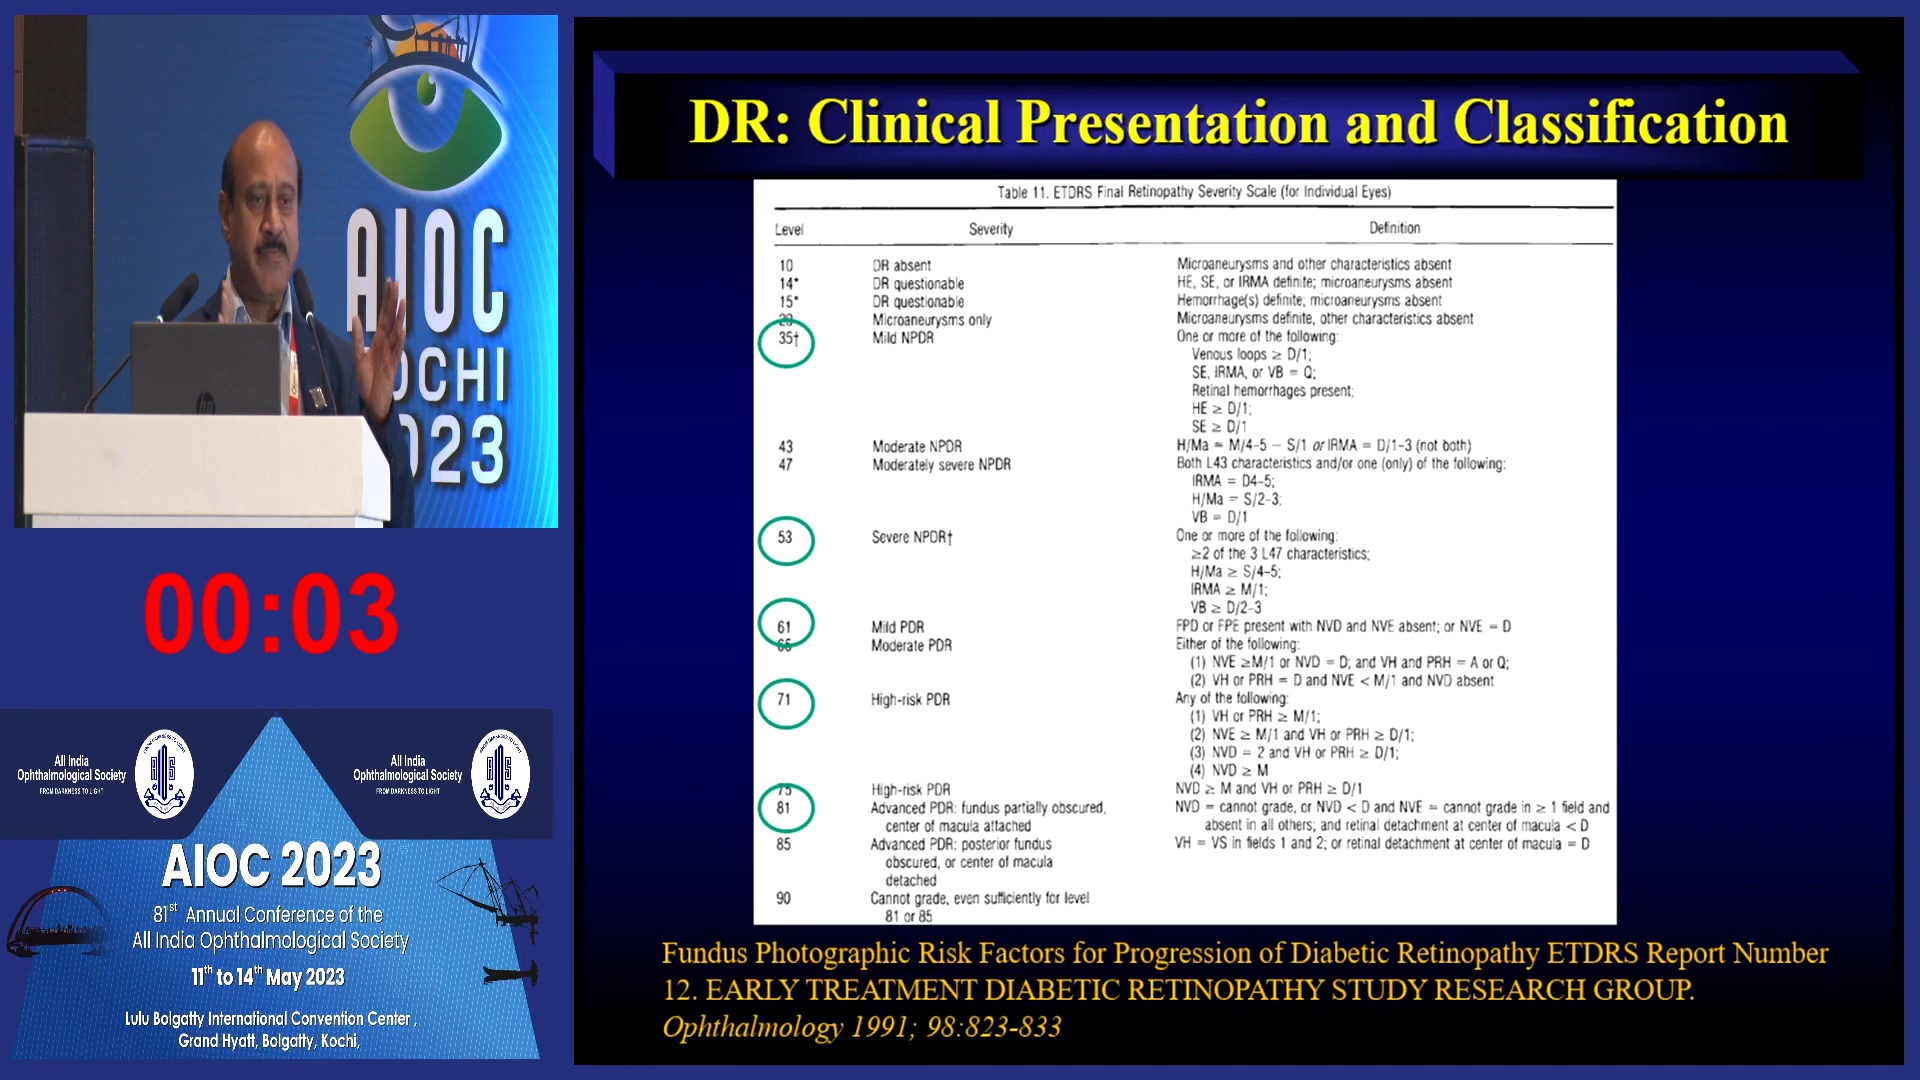 AIOC
KOCHI
2023
hp
00:03
All India
Ophthalmological Society
FROM DARKNESS TO LIGHT
All India
Ophthalmological Society
FROM DARKNESS TO LIGHT
AIOC 2023
81st Annual Conference of the
All India Ophthalmological Society
11th to 14th May 2023
Lulu Bolgatty International Convention Center ,
Grand Hyatt, Bolgatty, Kochi,
DR: Clinical Presentation and Classification
Table 11. ETDRS Final Retinopathy Severity Scale (for Individual Eyes)
Level Severity Definition
10 DR absent Microaneurysms and other characteristics absent
14* DR questionable HE, SE, or IRMA definite; microaneurysms absent
15* DR questionable Hemorrhage(s) definite; microaneurysms absent
20 Microaneurysms only Microaneurysms definite, other characteristics absent
35† Mild NPDR One or more of the following:
Venous loops ≥ D/1;
SE, IRMA, or VB = Q;
Retinal hemorrhages present;
HE ≥ D/1;
SE ≥ D/1
43 Moderate NPDR H/Ma = M/4-5 – S/1 or IRMA = D/1-3 (not both)
47 Moderately severe NPDR Both L43 characteristics and/or one (only) of the following:
IRMA = D4-5;
H/Ma = S/2-3;
VB = D/1
53 Severe NPDR† One or more of the following:
≥2 of the 3 L47 characteristics;
H/Ma ≥ S/4-5;
IRMA ≥ M/1;
VB ≥ D/2-3
61 Mild PDR FPD or FPE present with NVD and NVE absent; or NVE = D
65 Moderate PDR Either of the following:
(1) NVE ≥M/1 or NVD = D; and VH and PRH = A or Q;
(2) VH or PRH = D and NVE < M/1 and NVD absent
71 High-risk PDR Any of the following:
(1) VH or PRH ≥ M/1;
(2) NVE ≥ M/1 and VH or PRH ≥ D/1;
(3) NVD = 2 and VH or PRH ≥ D/1;
(4) NVD ≥ M
75 High-risk PDR NVD ≥ M and VH or PRH ≥ D/1
81 Advanced PDR: fundus partially obscured, NVD = cannot grade, or NVD < D and NVE = cannot grade in ≥ 1 field and
center of macula attached absent in all others; and retinal detachment at center of macula < D
85 Advanced PDR: posterior fundus VH = VS in fields 1 and 2; or retinal detachment at center of macula = D
obscured, or center of macula
detached
90 Cannot grade, even sufficiently for level
81 or 85
Fundus Photographic Risk Factors for Progression of Diabetic Retinopathy ETDRS Report Number
12. EARLY TREATMENT DIABETIC RETINOPATHY STUDY RESEARCH GROUP.
Ophthalmology 1991; 98:823-833